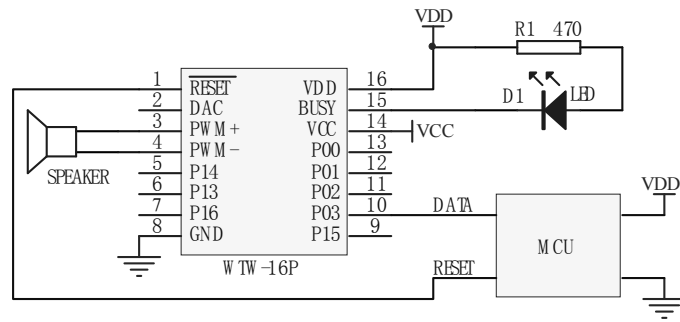 VDD
R1 470
D1 LED
1 RESET VDD 16
2 DAC BUSY 15
3 PWM+ VCC 14 VCC
4 PWM- P00 13
5 P14 P01 12
6 P13 P02 11
7 P16 P03 10 DATA
8 GND P15 9
SPEAKER
WTW-16P
RESET
MCU
VDD